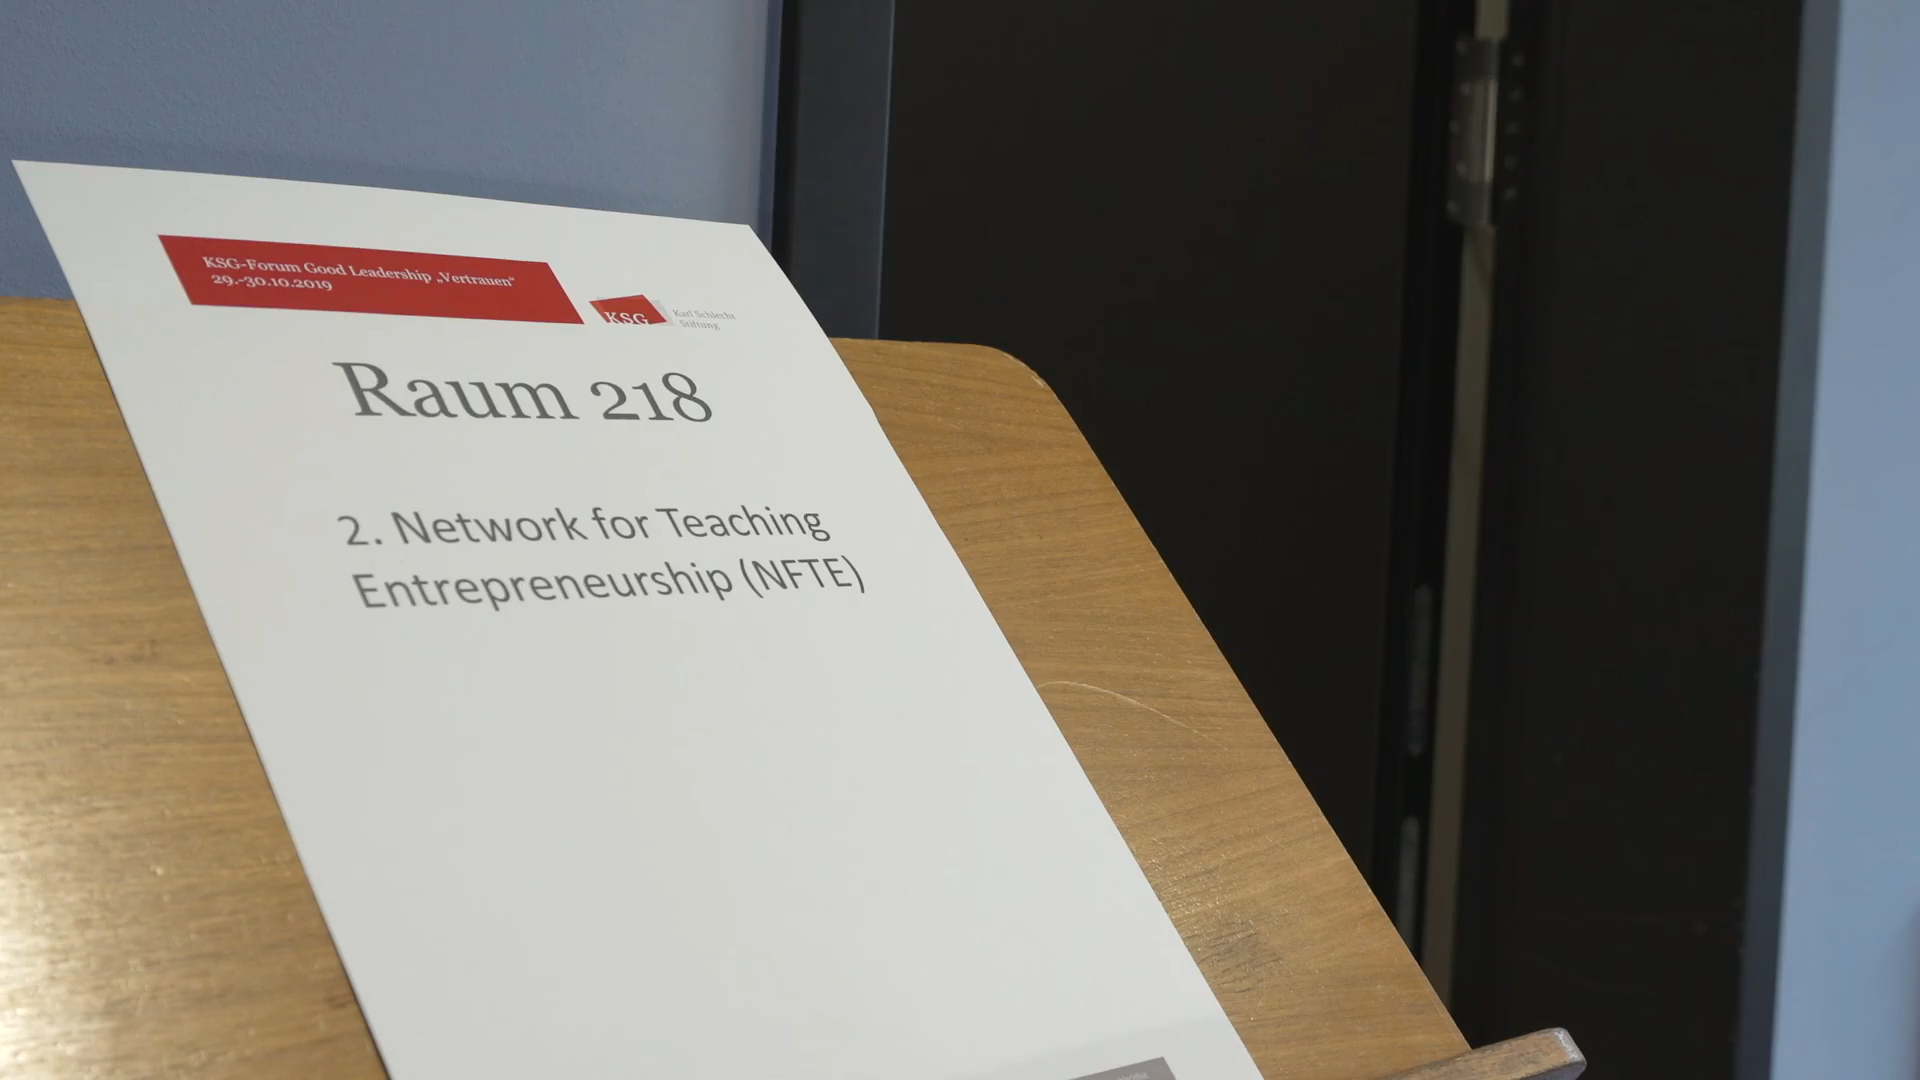 KSG-Forum Good Leadership „Vertrauen“
29.-30.10.2019
KSG
Karl Schlecht
Stiftung
Raum 218
2. Network for Teaching
Entrepreneurship (NFTE)